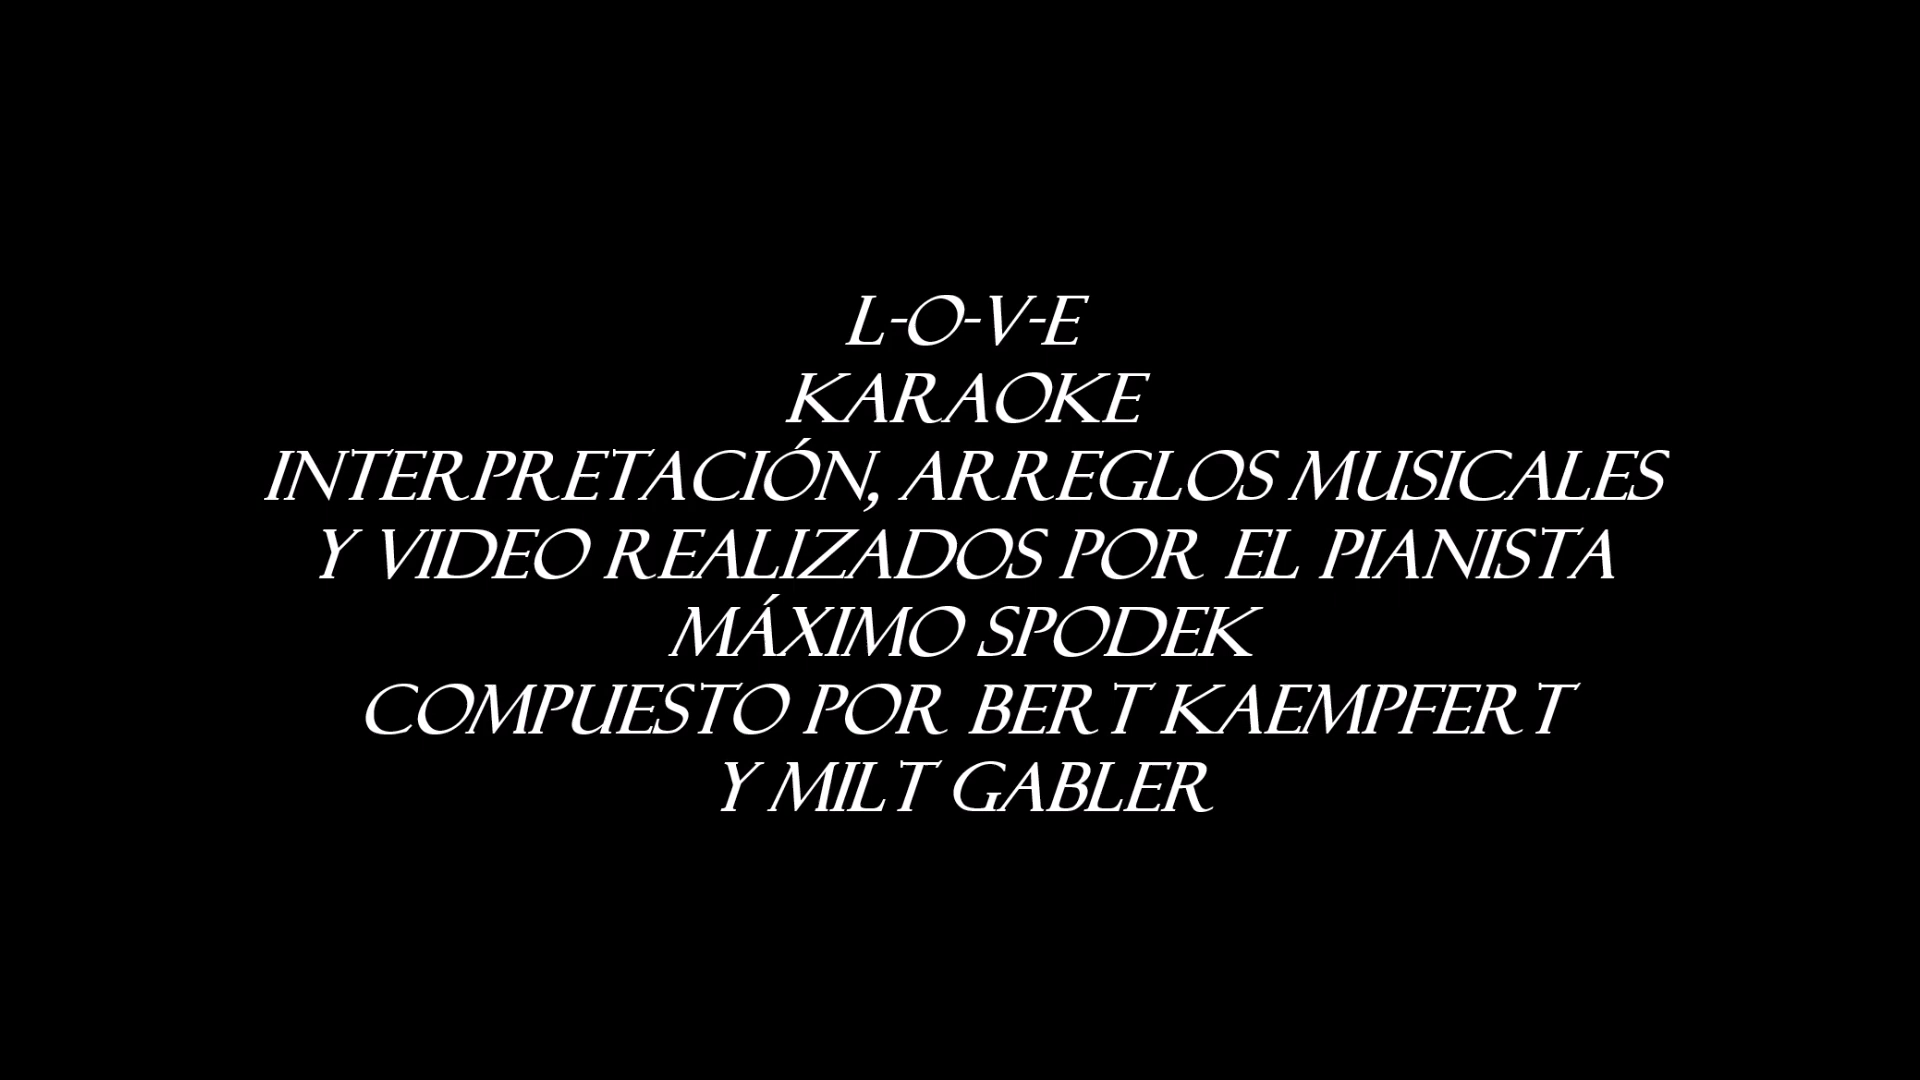 L-O-V-E
KARAOKE
INTERPRETACIÓN, ARREGLOS MUSICALES
Y VIDEO REALIZADOS POR EL PIANISTA
MÁXIMO SPODEK
COMPUESTO POR BERT KAEMPFERT
Y MILT GABLER